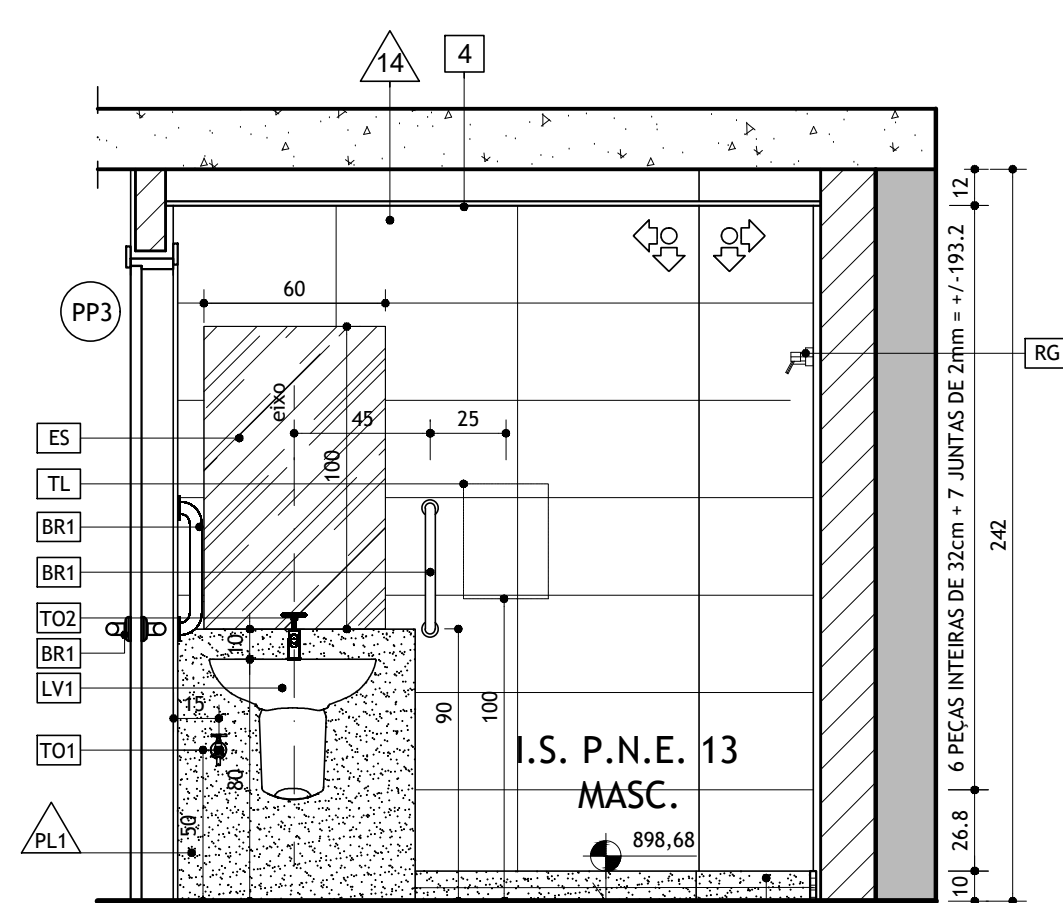 14
4
12
60
PP3
RG
6 PEÇAS INTEIRAS DE 32cm + 7 JUNTAS DE 2mm = +/-193.2
242
eixo
45
25
ES
100
TL
BR1
BR1
TO2
10
BR1
LV1
15
90
100
TO1
80
I.S. P.N.E. 13
MASC.
50
PL1
898,68
26.8
10